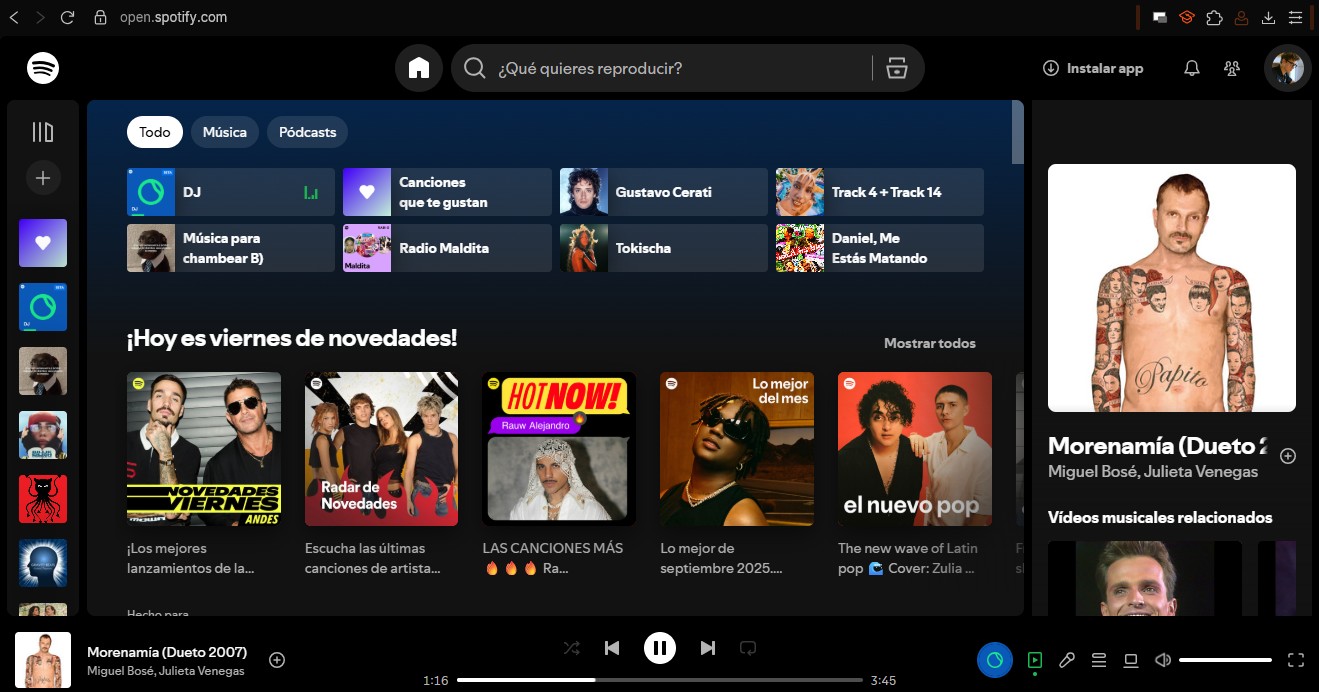 open.spotify.com
¿Qué quieres reproducir?
Instalar app
Todo
Música
Pódcasts
DJ
Canciones
que te gustan
Gustavo Cerati
Track 4 + Track 14
Música para
chambear B)
Maldita
Radio Maldita
Tokischa
Daniel, Me
Estás Matando
¡Hoy es viernes de novedades!
Mostrar todos
NOVEDADES
VIERNES
ANDES
Radar de
Novedades
HOT NOW!
Rauw Alejandro
Lo mejor
del mes
el nuevo pop
¡Los mejores
lanzamientos de la...
Escucha las últimas
canciones de artista...
LAS CANCIONES MÁS
🔥 🔥 🔥 Ra...
Lo mejor de
septiembre 2025....
The new wave of Latin
pop 🌊 Cover: Zulia ...
Hecho para
Papito
Morenamía (Dueto 2
Miguel Bosé, Julieta Venegas
Vídeos musicales relacionados
Morenamía (Dueto 2007)
Miguel Bosé, Julieta Venegas
1:16
3:45